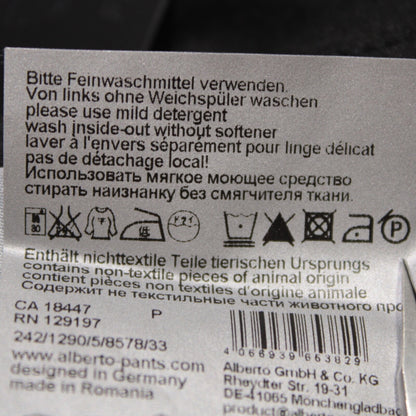 Bitte Feinwaschmittel verwenden.
Von links ohne Weichspüler waschen
please use mild detergent
wash inside-out without softener
laver à l'envers séparément pour linge délicat
pas de détachage local!
Использовать мягкое моющее средство
стирать наизнанку без смягчителя ткани.
P
Enthält nichttextile Teile tierischen Ursprungs
contains non-textile pieces of animal origin
contient pièces non textiles d'origine animale
Содержит не текстильные части животного
CA 18447 P
RN 129197
242/1290/5/8578/33
www.alberto-pants.com
designed in Germany
made in Romania
4 066939 663829
Alberto GmbH & Co. KG
Rheydter Str. 19-31
DE-41065 Mönchengladbac